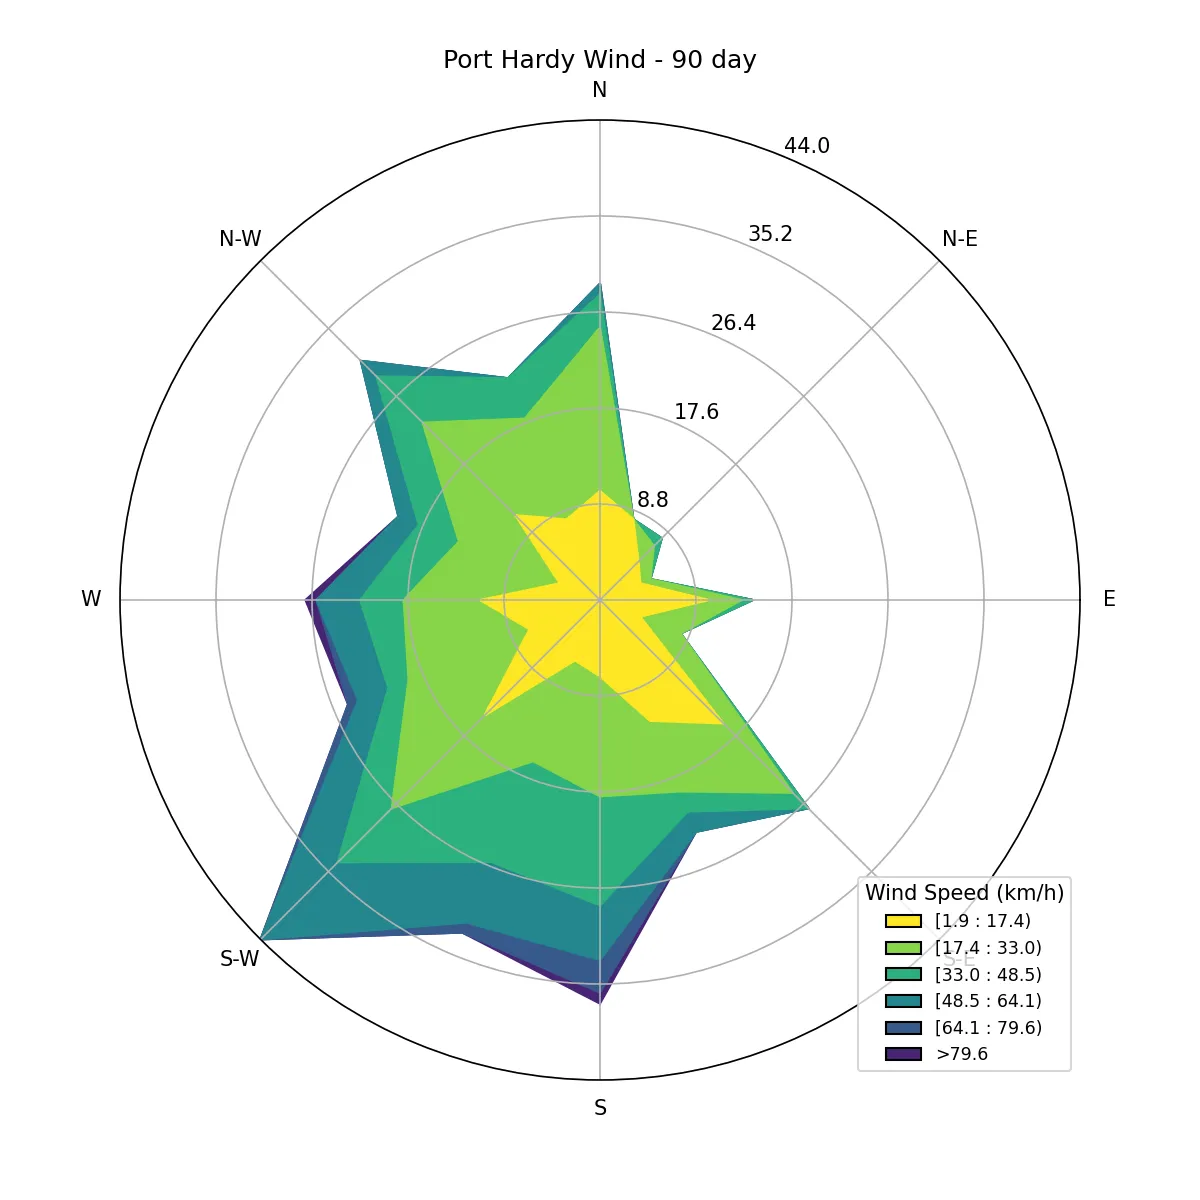 Port Hardy Wind - 90 day
N
44.0
35.2
N-W
N-E
26.4
17.6
8.8
W
E
Wind Speed (km/h)
[1.9 : 17.4)
[17.4 : 33.0)
S-W
S-E
[33.0 : 48.5)
[48.5 : 64.1)
[64.1 : 79.6)
>79.6
S